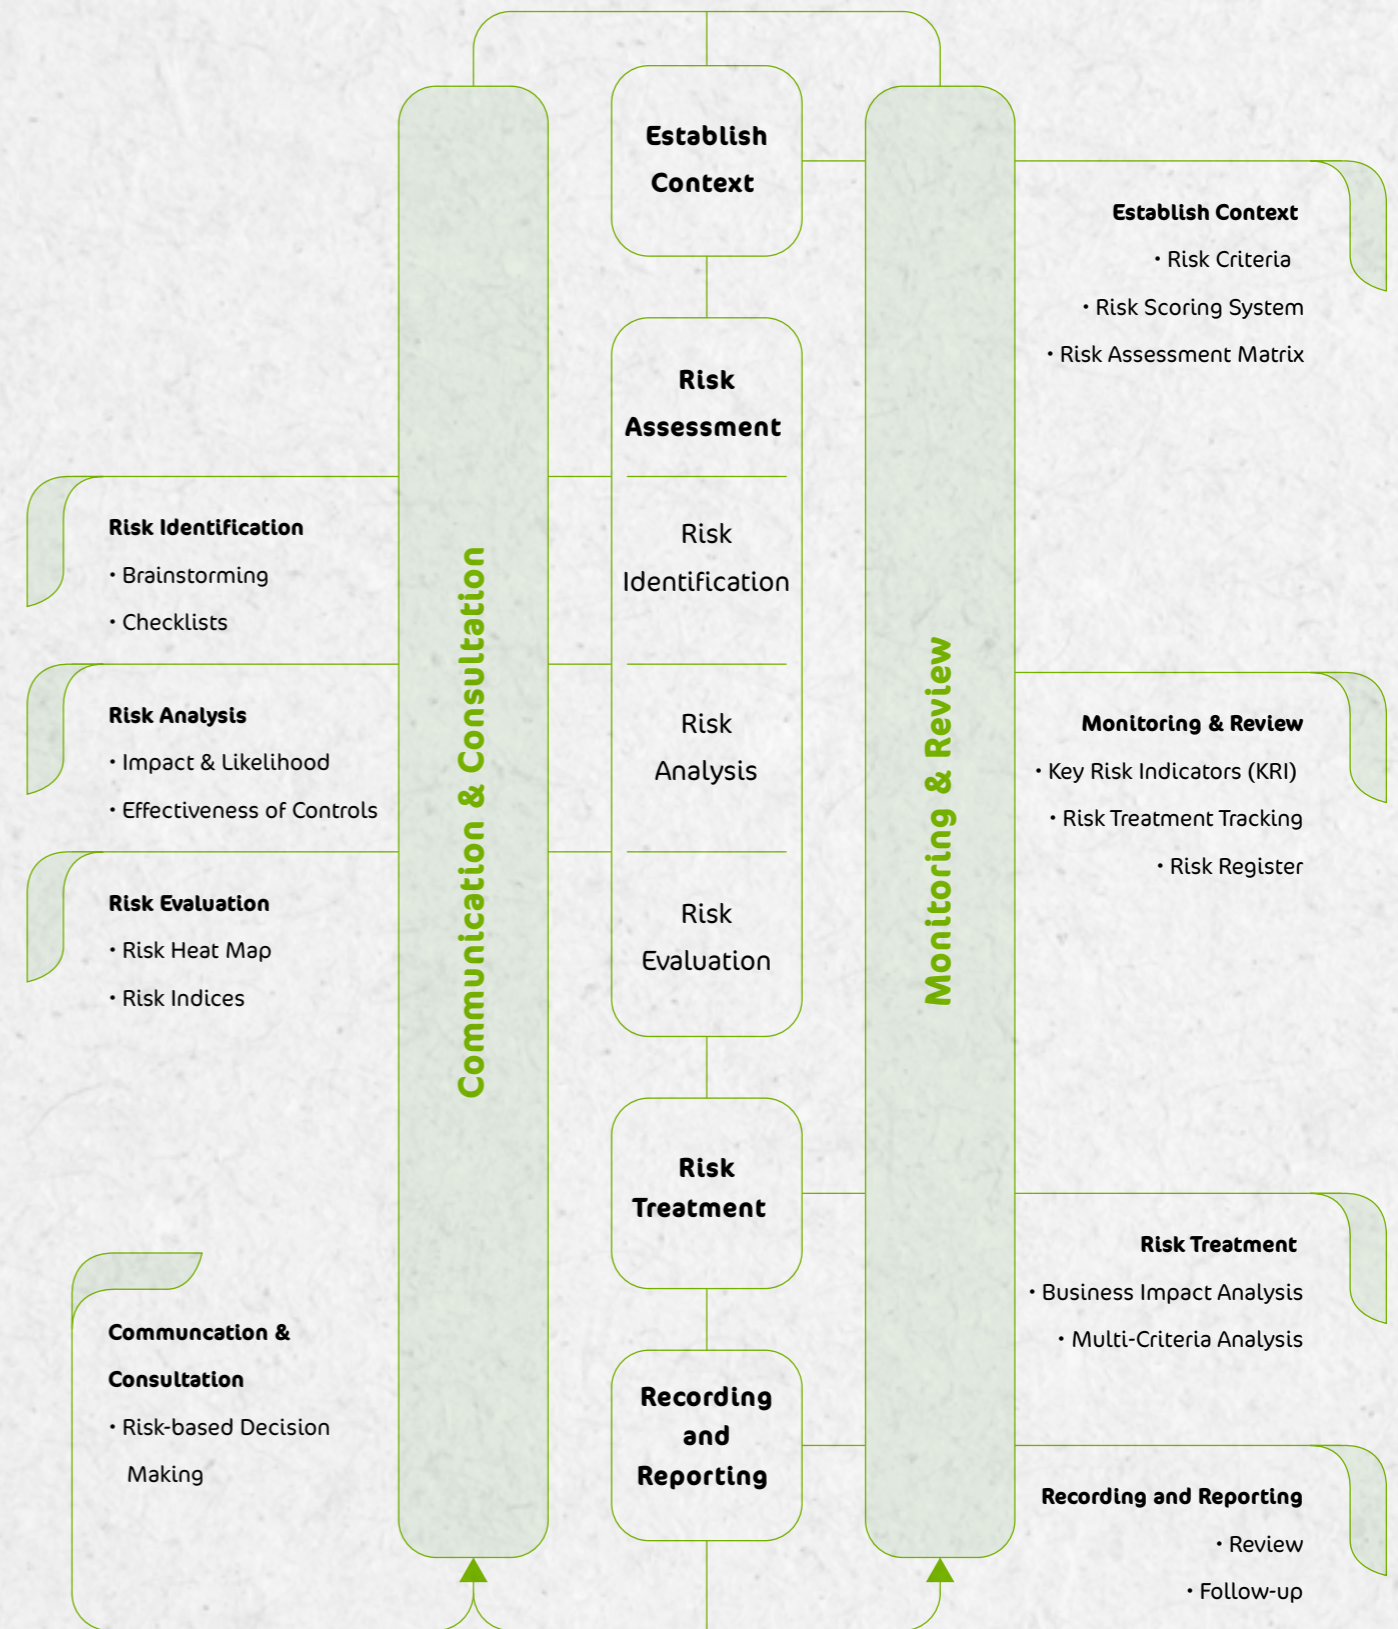 Establish
Context
Risk
Assessment
Risk
Identification
Risk
Analysis
Risk
Evaluation
Risk
Treatment
Recording
and
Reporting
Communication & Consultation
Monitoring & Review
Risk Identification
• Brainstorming
• Checklists
Risk Analysis
• Impact & Likelihood
• Effectiveness of Controls
Risk Evaluation
• Risk Heat Map
• Risk Indices
Communcation &
Consultation
• Risk-based Decision
Making
Establish Context
• Risk Criteria
• Risk Scoring System
• Risk Assessment Matrix
Monitoring & Review
• Key Risk Indicators (KRI)
• Risk Treatment Tracking
• Risk Register
Risk Treatment
• Business Impact Analysis
• Multi-Criteria Analysis
Recording and Reporting
• Review
• Follow-up